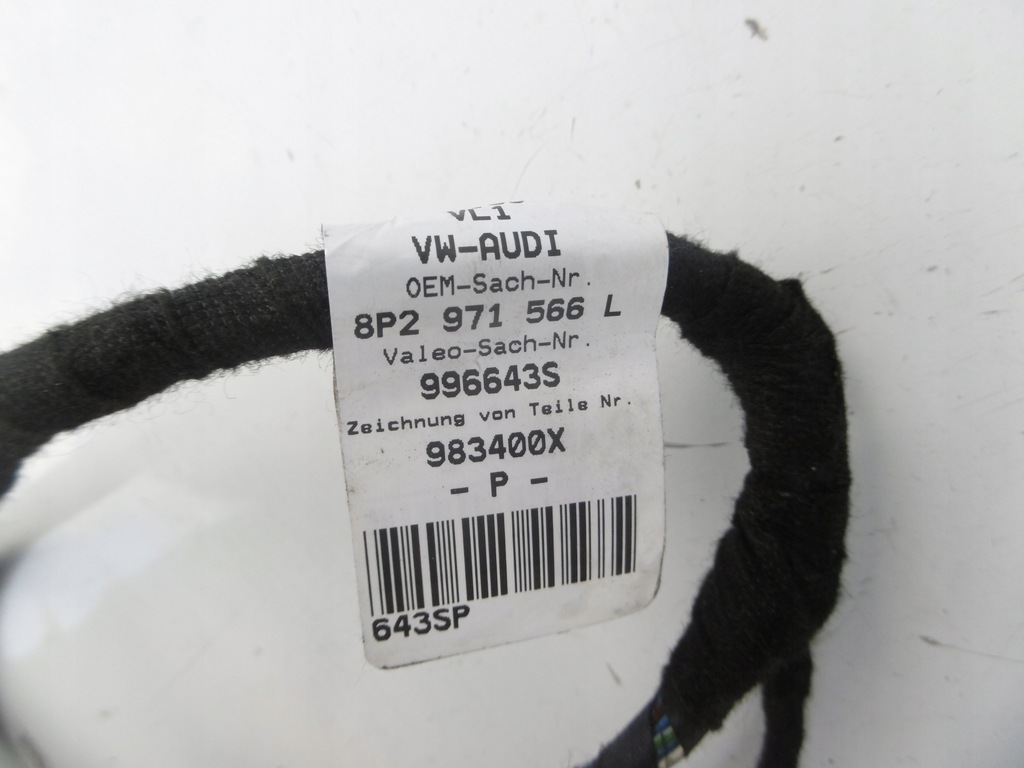 VW-AUDI
OEM-Sach-Nr.
8P2 971 566 L
Valeo-Sach-Nr.
996643S
Zeichnung von Teile Nr.
983400X
- P -
643SP